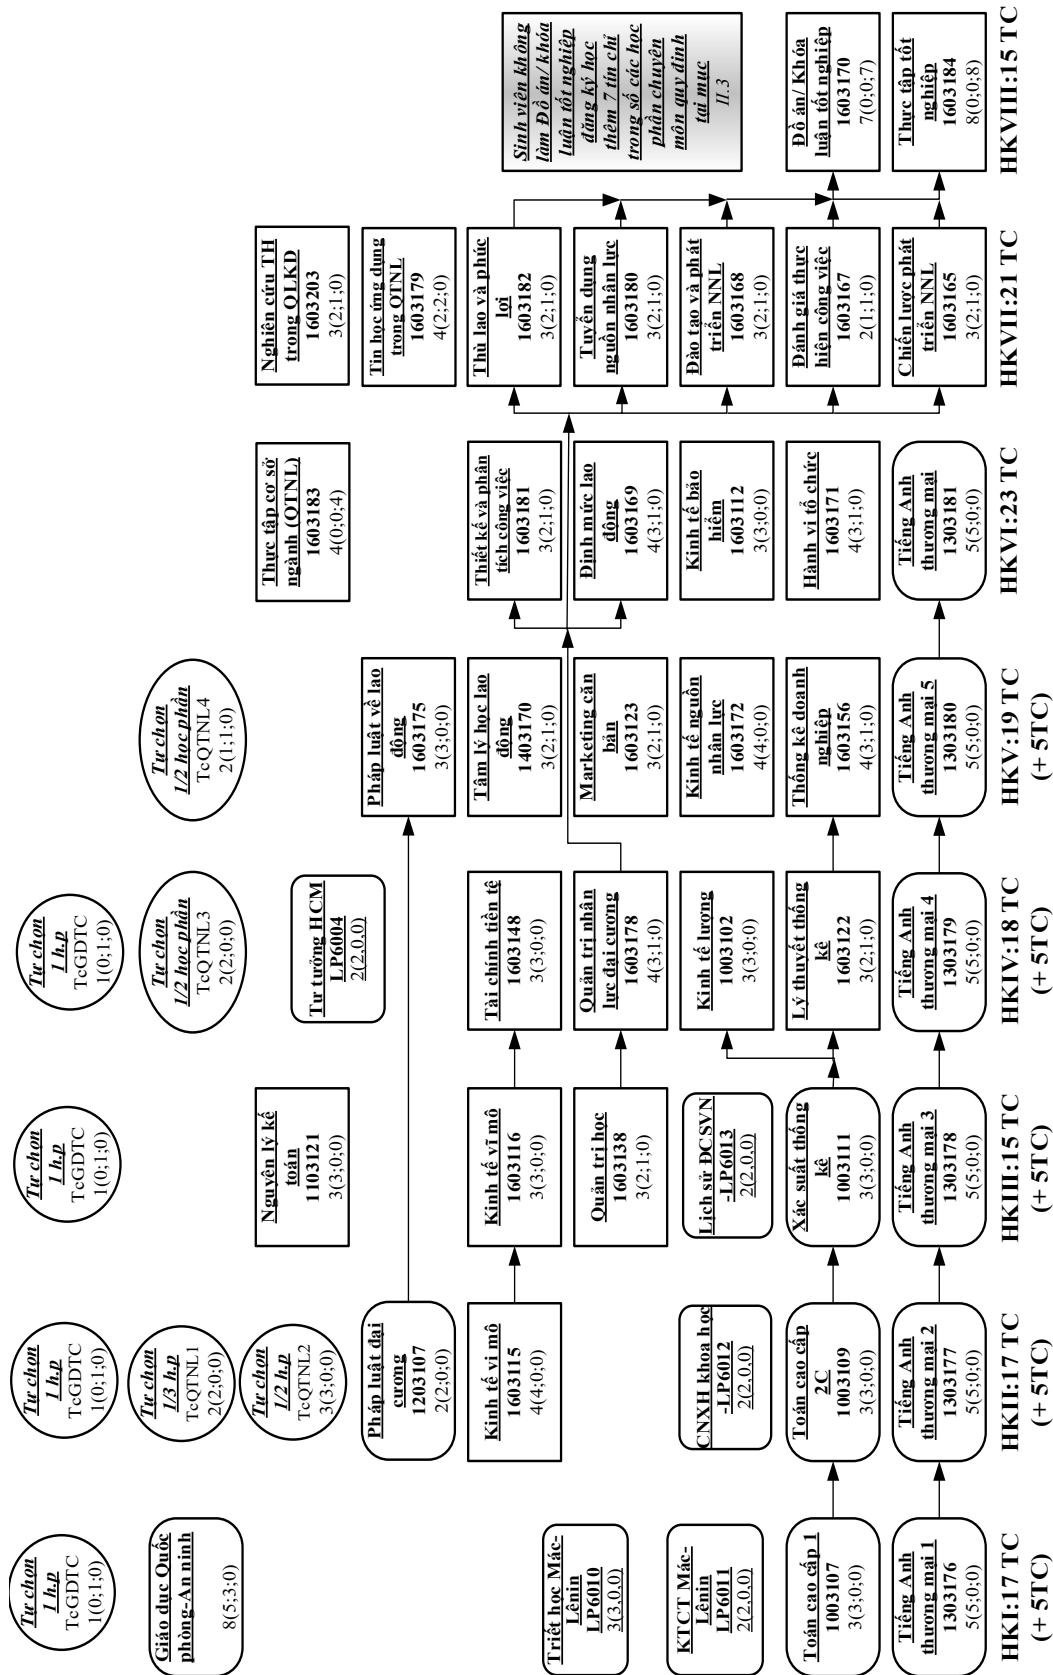 Tự chọn
1 h.p
TcGDTC
1(0;1;0)
Giáo dục Quốc
phòng-An ninh
8(5;3;0)
Triết học Mác-
Lênin
LP6010
3(3,0,0)
KTCT Mác-
Lênin
LP6011
2(2,0,0)
Toán cao cấp 1
1003107
3(3;0;0)
Tiếng Anh
thương mại 1
1303176
5(5;0;0)
HKI:17 TC
(+ 5TC)
Tự chọn
1 h.p
TcGDTC
1(0;1;0)
Tự chọn
1/3 h.p
TcQTNL1
2(2;0;0)
Tự chọn
1/2 h.p
TcQTNL2
3(3;0;0)
Pháp luật đại
cương
1203107
2(2;0;0)
Kinh tế vi mô
1603115
4(4;0;0)
CNXH khoa học
-LP6012
2(2,0,0)
Toán cao cấp
2C
1003109
3(3;0;0)
Tiếng Anh
thương mại 2
1303177
5(5;0;0)
HKII:17 TC
(+ 5TC)
Tự chọn
1 h.p
TcGDTC
1(0;1;0)
Nguyên lý kế
toán
1103121
3(3;0;0)
Kinh tế vĩ mô
1603116
3(3;0;0)
Quản trị học
1603138
3(2;1;0)
Lịch sử ĐCSVN
-LP6013
2(2,0,0)
Xác suất thống
kê
1003111
3(3;0;0)
Tiếng Anh
thương mại 3
1303178
5(5;0;0)
HKIII:15 TC
(+ 5TC)
Tự chọn
1 h.p
TcGDTC
1(0;1;0)
Tự chọn
1/2 học phần
TcQTNL3
2(2;0;0)
Tư tưởng HCM
LP6004
2(2,0,0)
Tài chính tiền tệ
1603148
3(3;0;0)
Quản trị nhân
lực đại cương
1603178
4(3;1;0)
Kinh tế lượng
1003102
3(3;0;0)
Lý thuyết thống
kê
1603122
3(2;1;0)
Tiếng Anh
thương mại 4
1303179
5(5;0;0)
HKIV:18 TC
(+ 5TC)
Tự chọn
1/2 học phần
TcQTNL4
2(1;1;0)
Pháp luật về lao
động
1603175
3(3;0;0)
Tâm lý học lao
động
1403170
3(2;1;0)
Marketing căn
bản
1603123
3(2;1;0)
Kinh tế nguồn
nhân lực
1603172
4(4;0;0)
Thống kê doanh
nghiệp
1603156
4(3;1;0)
Tiếng Anh
thương mại 5
1303180
5(5;0;0)
HKV:19 TC
(+ 5TC)
Thực tập cơ sở
ngành (QTNL)
1603183
4(0;0;4)
Thiết kế và phân
tích công việc
1603181
3(2;1;0)
Định mức lao
động
1603169
4(3;1;0)
Kinh tế bảo
hiểm
1603112
3(3;0;0)
Hành vi tổ chức
1603171
4(3;1;0)
Tiếng Anh
thương mại
1303181
5(5;0;0)
HKVI:23 TC
Nghiên cứu TH
trong QLKD
1603203
3(2;1;0)
Tin học ứng dụng
trong QTNL
1603179
4(2;2;0)
Thù lao và phúc
lợi
1603182
3(2;1;0)
Tuyển dụng
nguồn nhân lực
1603180
3(2;1;0)
Đào tạo và phát
triển NNL
1603168
3(2;1;0)
Đánh giá thực
hiện công việc
1603167
2(1;1;0)
Chiến lược phát
triển NNL
1603165
3(2;1;0)
HKVII:21 TC
Sinh viên không
làm Đồ án/ khóa
luận tốt nghiệp
đăng ký học
thêm 7 tín chỉ
trong số các học
phần chuyên
môn quy định
tại mục
II.3
Đồ án/ Khóa
luận tốt nghiệp
1603170
7(0;0;7)
Thực tập tốt
nghiệp
1603184
8(0;0;8)
HKVIII:15 TC